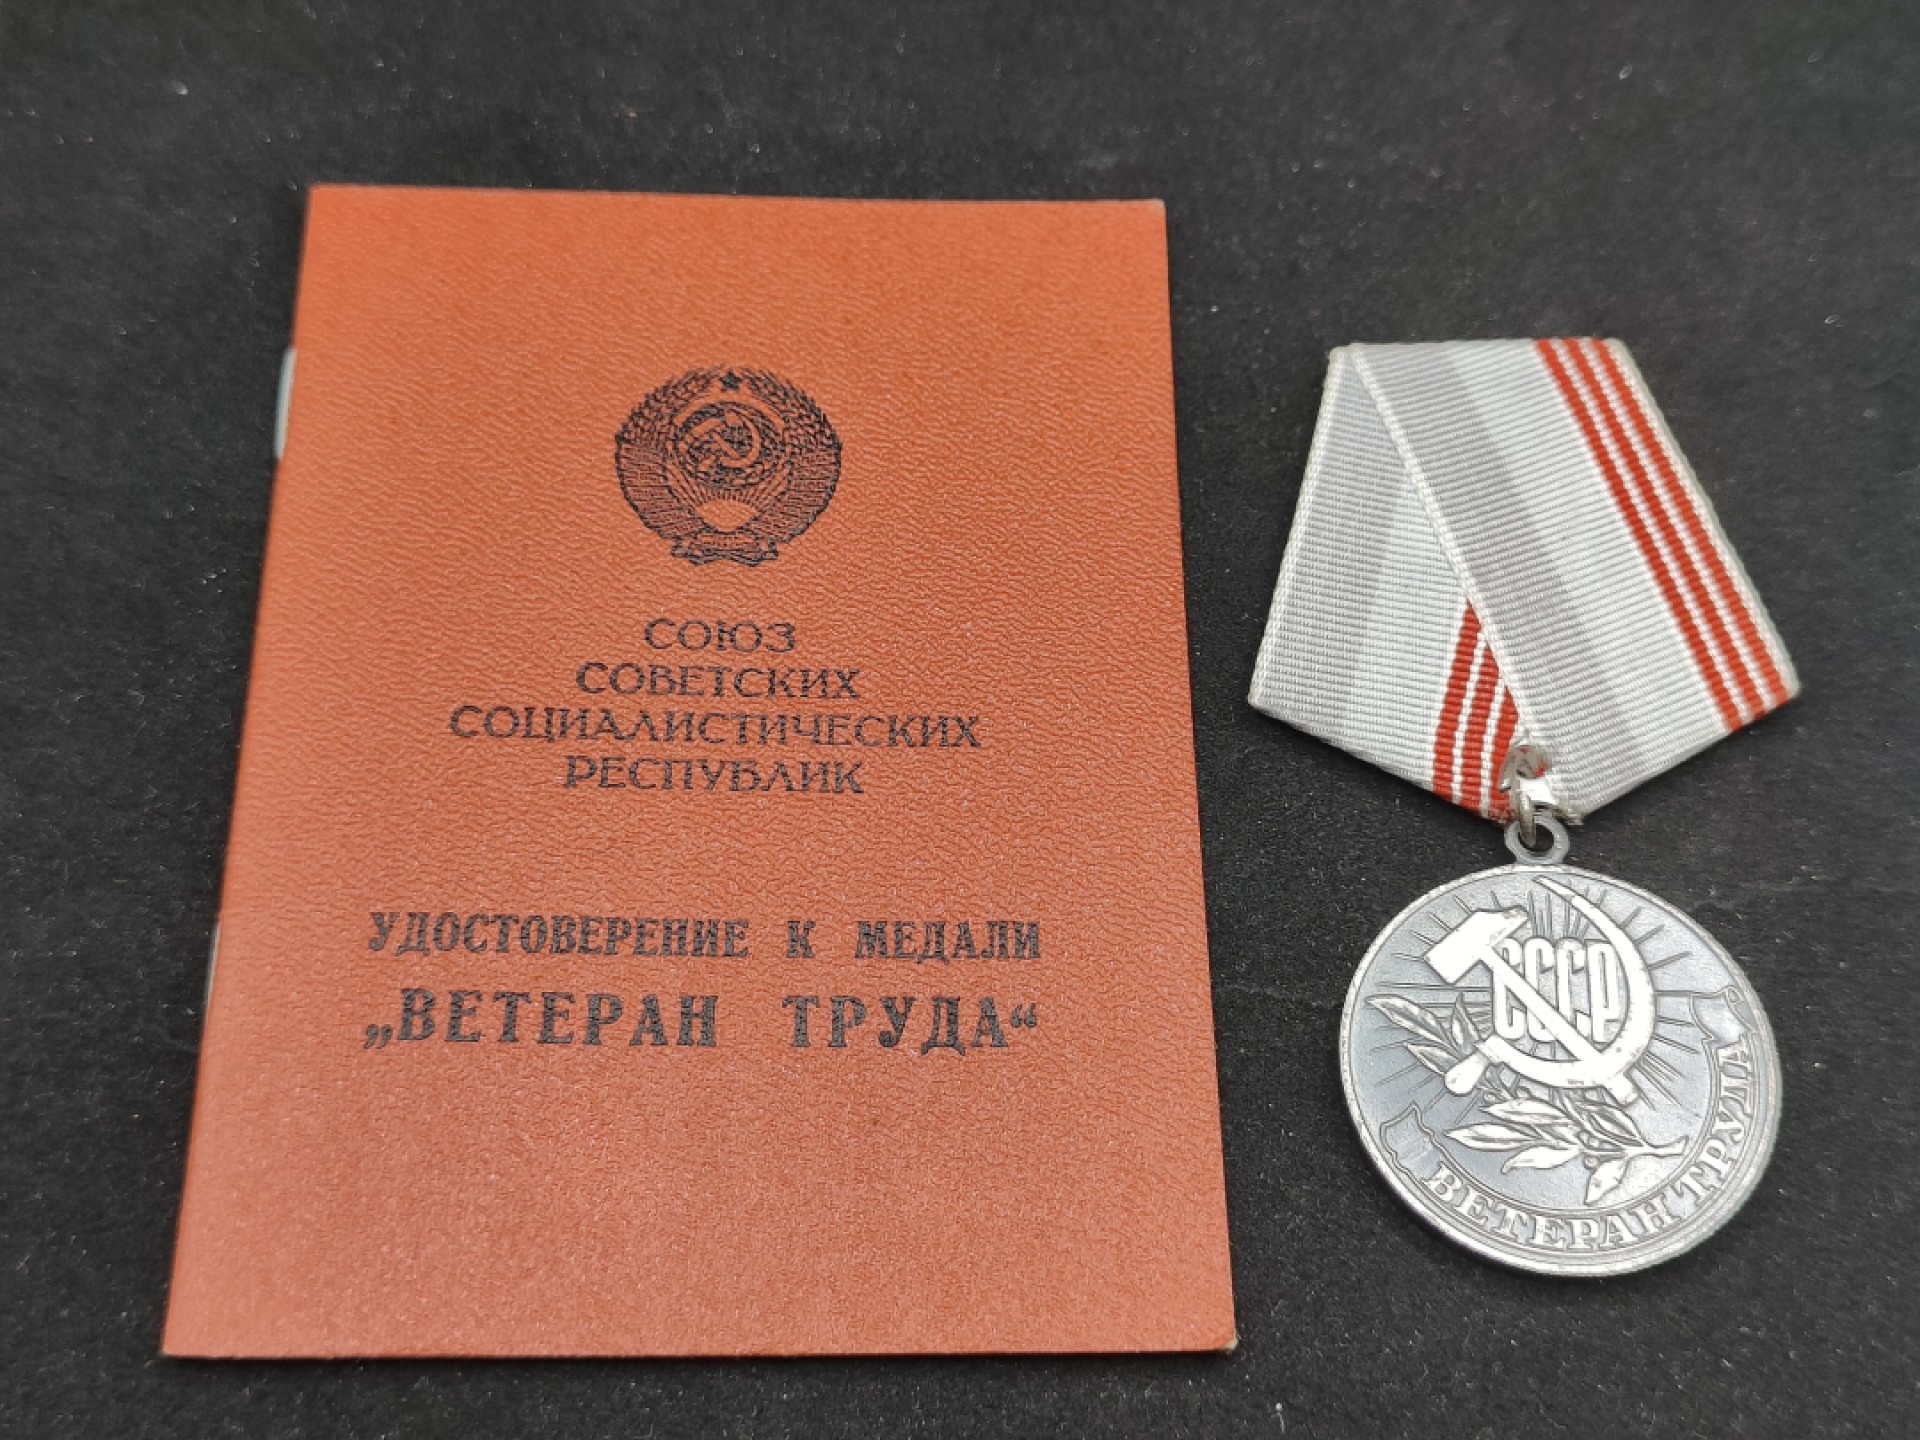 СОЮЗ
СОВЕТСКИХ
СОЦИАЛИСТИЧЕСКИХ
РЕСПУБЛИК
УДОСТОВЕРЕНИЕ К МЕДАЛИ
„ВЕТЕРАН ТРУДА“
СССР
ВЕТЕРАН ТРУДА